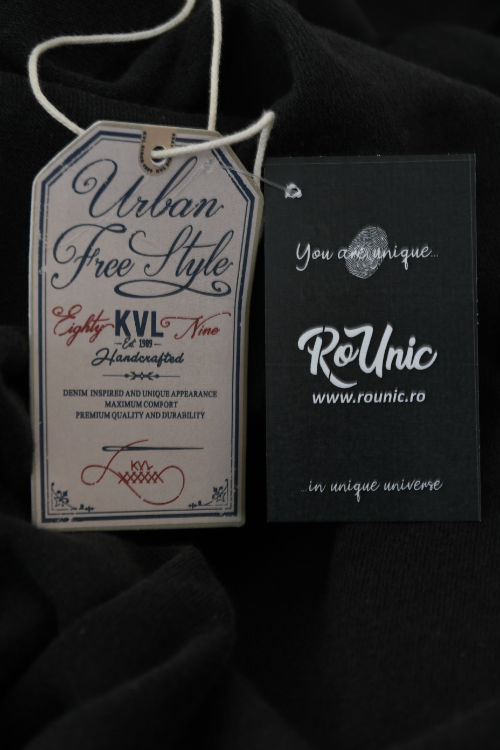 Urban
Free Style
Eighty KVL Nine
Est 1989
Handcrafted
DENIM INSPIRED AND UNIQUE APPEARANCE
MAXIMUM COMFORT
PREMIUM QUALITY AND DURABILITY
KVL
You are unique...
RoUnic
www.rounic.ro
...in unique universe